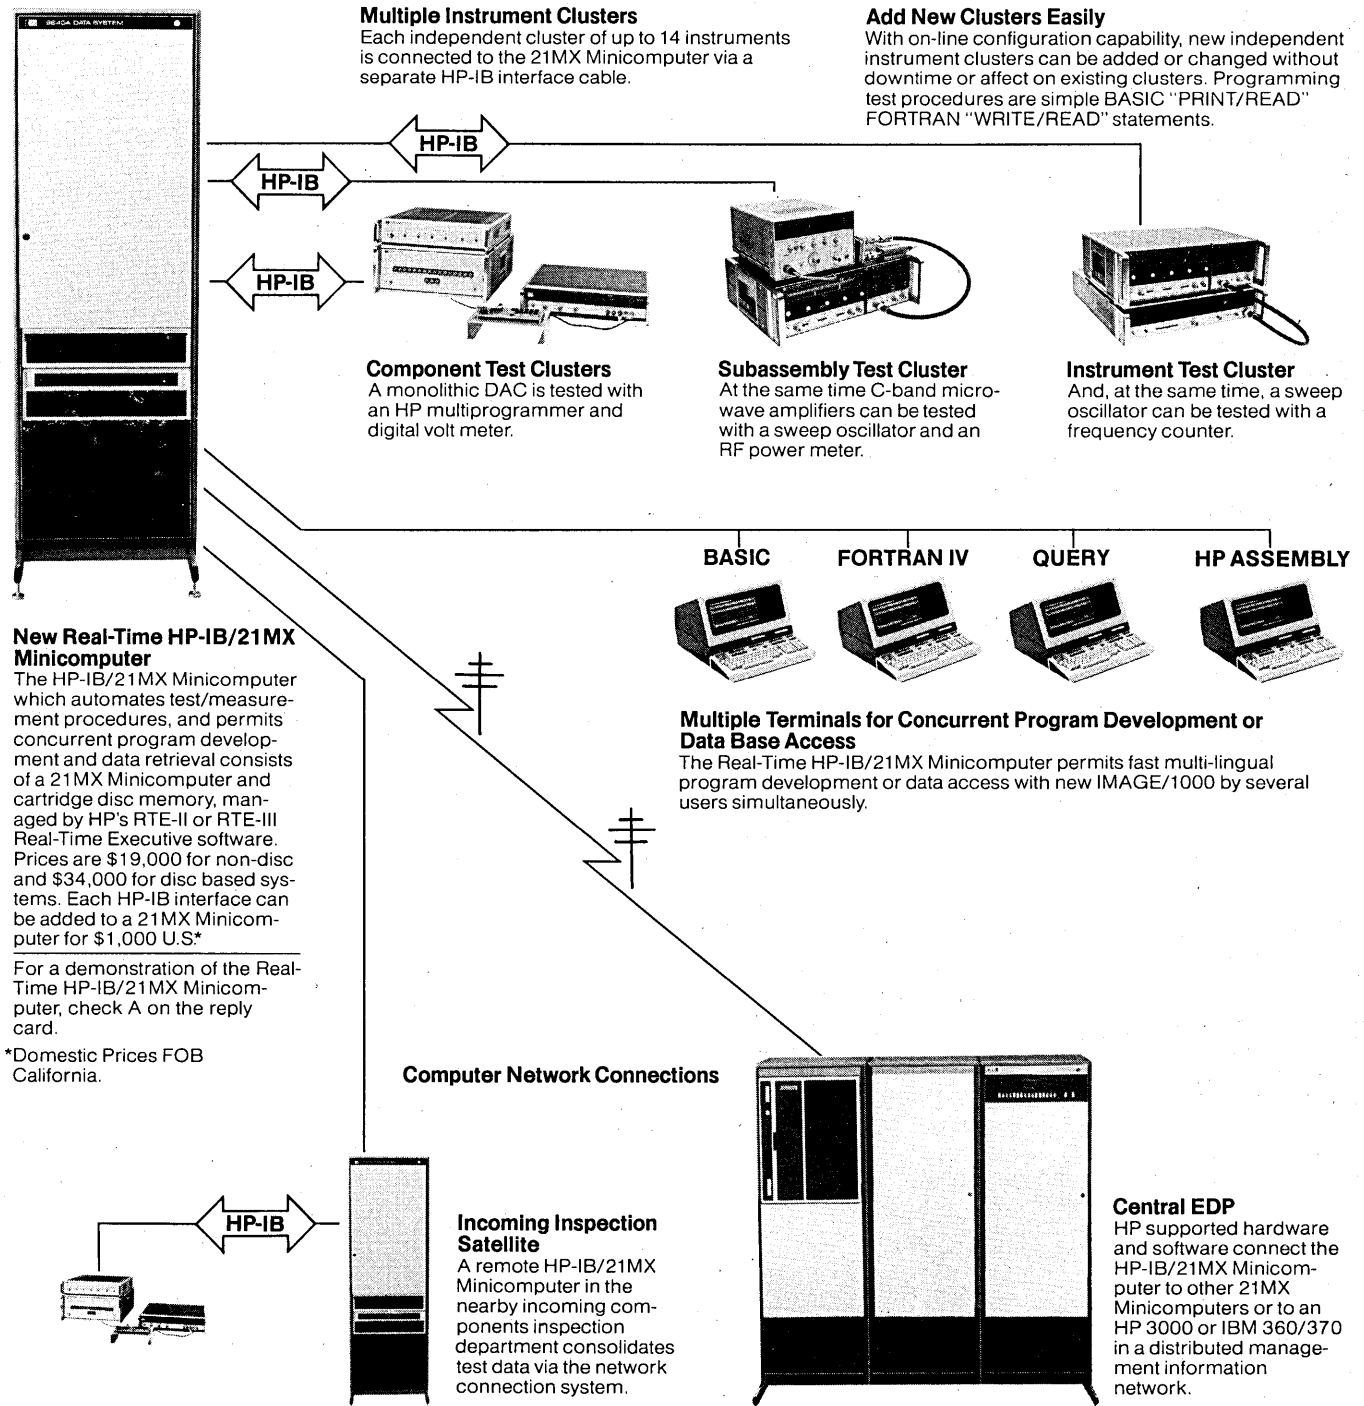 9640A DATA SYSTEM
Multiple Instrument Clusters
Each independent cluster of up to 14 instruments
is connected to the 21MX Minicomputer via a
separate HP-IB interface cable.
Add New Clusters Easily
With on-line configuration capability, new independent
instrument clusters can be added or changed without
downtime or affect on existing clusters. Programming
test procedures are simple BASIC "PRINT/READ"
FORTRAN "WRITE/READ" statements.
HP-IB
HP-IB
HP-IB
Component Test Clusters
A monolithic DAC is tested with
an HP multiprogrammer and
digital volt meter.
Subassembly Test Cluster
At the same time C-band micro-
wave amplifiers can be tested
with a sweep oscillator and an
RF power meter.
Instrument Test Cluster
And, at the same time, a sweep
oscillator can be tested with a
frequency counter.
BASIC
FORTRAN IV
QUERY
HP ASSEMBLY
Multiple Terminals for Concurrent Program Development or
Data Base Access
The Real-Time HP-IB/21MX Minicomputer permits fast multi-lingual
program development or data access with new IMAGE/1000 by several
users simultaneously.
New Real-Time HP-IB/21MX
Minicomputer
The HP-IB/21MX Minicomputer
which automates test/measure-
ment procedures, and permits
concurrent program develop-
ment and data retrieval consists
of a 21MX Minicomputer and
cartridge disc memory, man-
aged by HP's RTE-II or RTE-III
Real-Time Executive software.
Prices are $19,000 for non-disc
and $34,000 for disc based sys-
tems. Each HP-IB interface can
be added to a 21MX Minicom-
puter for $1,000 U.S.*
For a demonstration of the Real-
Time HP-IB/21MX Minicom-
puter, check A on the reply
card.
*Domestic Prices FOB
California.
Computer Network Connections
HP-IB
Incoming Inspection
Satellite
A remote HP-IB/21MX
Minicomputer in the
nearby incoming com-
ponents inspection
department consolidates
test data via the network
connection system.
Central EDP
HP supported hardware
and software connect the
HP-IB/21MX Minicom-
puter to other 21MX
Minicomputers or to an
HP 3000 or IBM 360/370
in a distributed manage-
ment information
network.